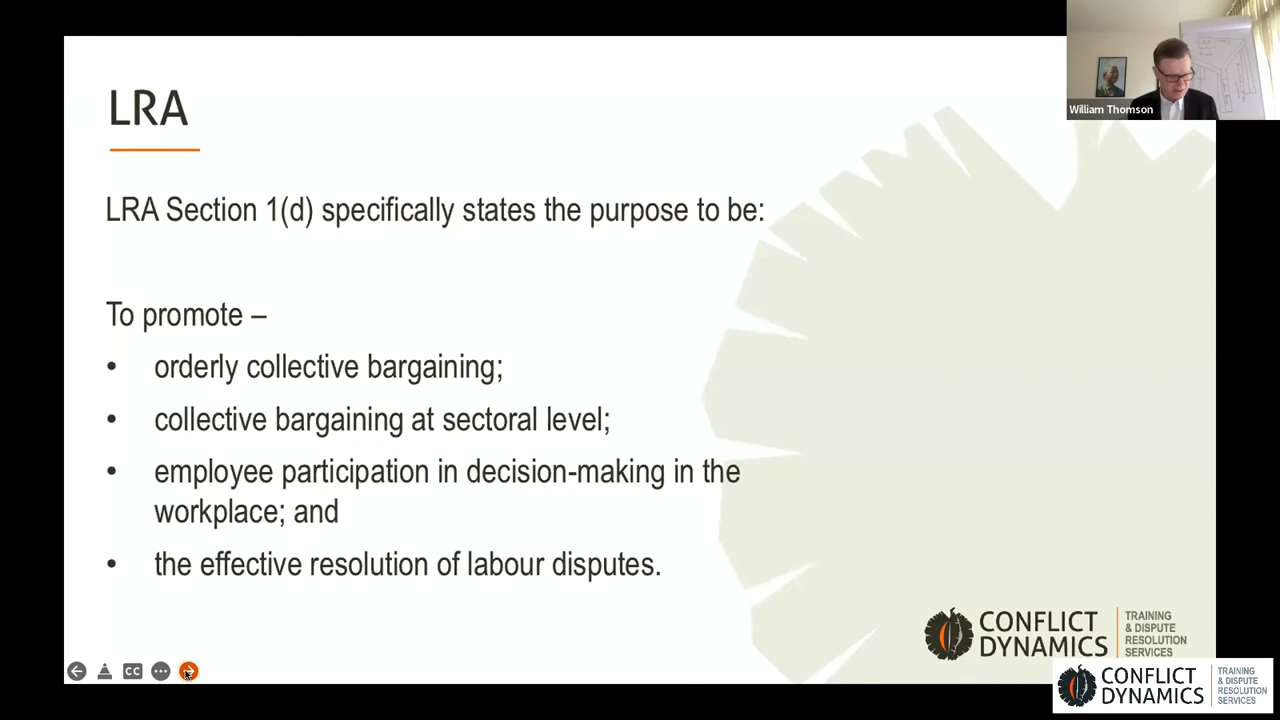 LRA
William Thomson
LRA Section 1(d) specifically states the purpose to be:
To promote –
• orderly collective bargaining;
• collective bargaining at sectoral level;
• employee participation in decision-making in the
workplace; and
• the effective resolution of labour disputes.
CONFLICT
DYNAMICS
TRAINING
& DISPUTE
RESOLUTION
SERVICES
CC
CONFLICT
DYNAMICS
TRAINING
& DISPUTE
RESOLUTION
SERVICES